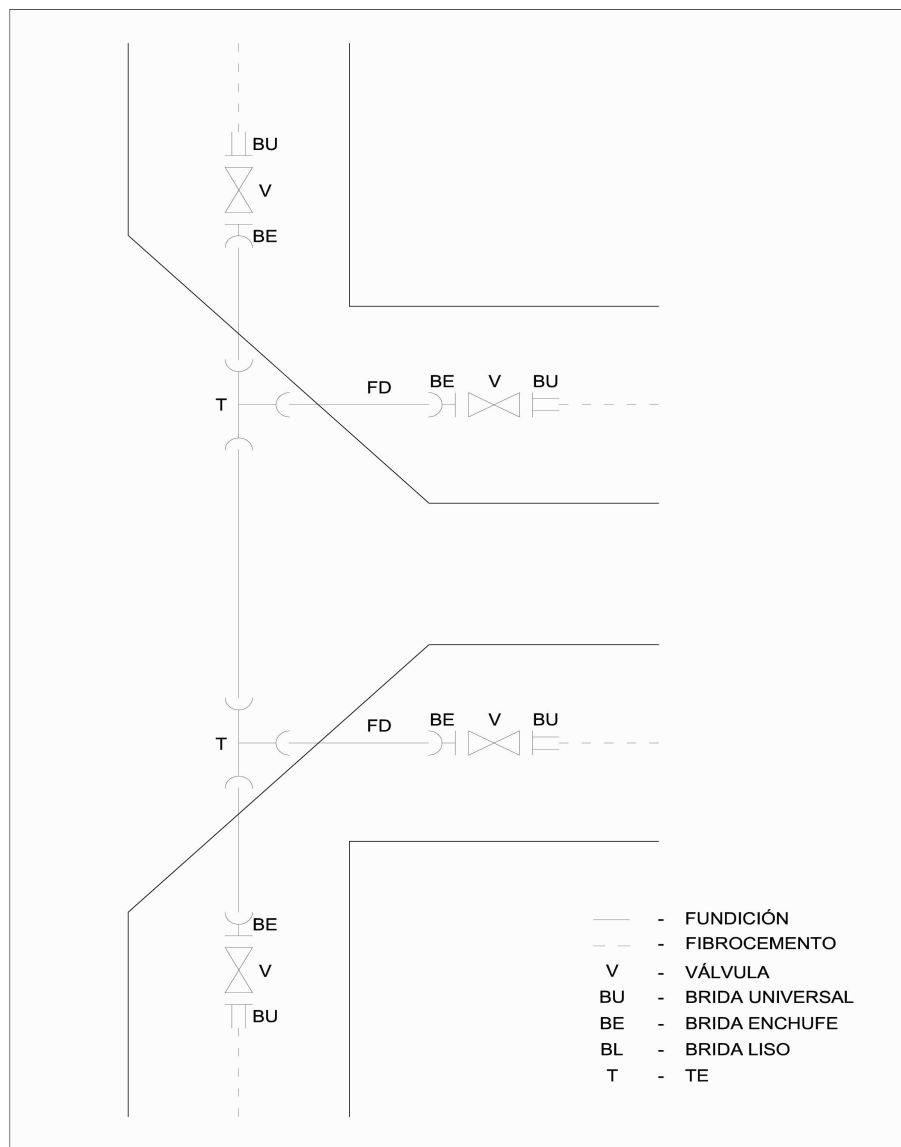 BU
V
BE
T
FD
BE V BU
T
FD
BE V BU
BE
V
BU
- FUNDICIÓN
- FIBROCEMENTO
V - VÁLVULA
BU - BRIDA UNIVERSAL
BE - BRIDA ENCHUFE
BL - BRIDA LISO
T - TE